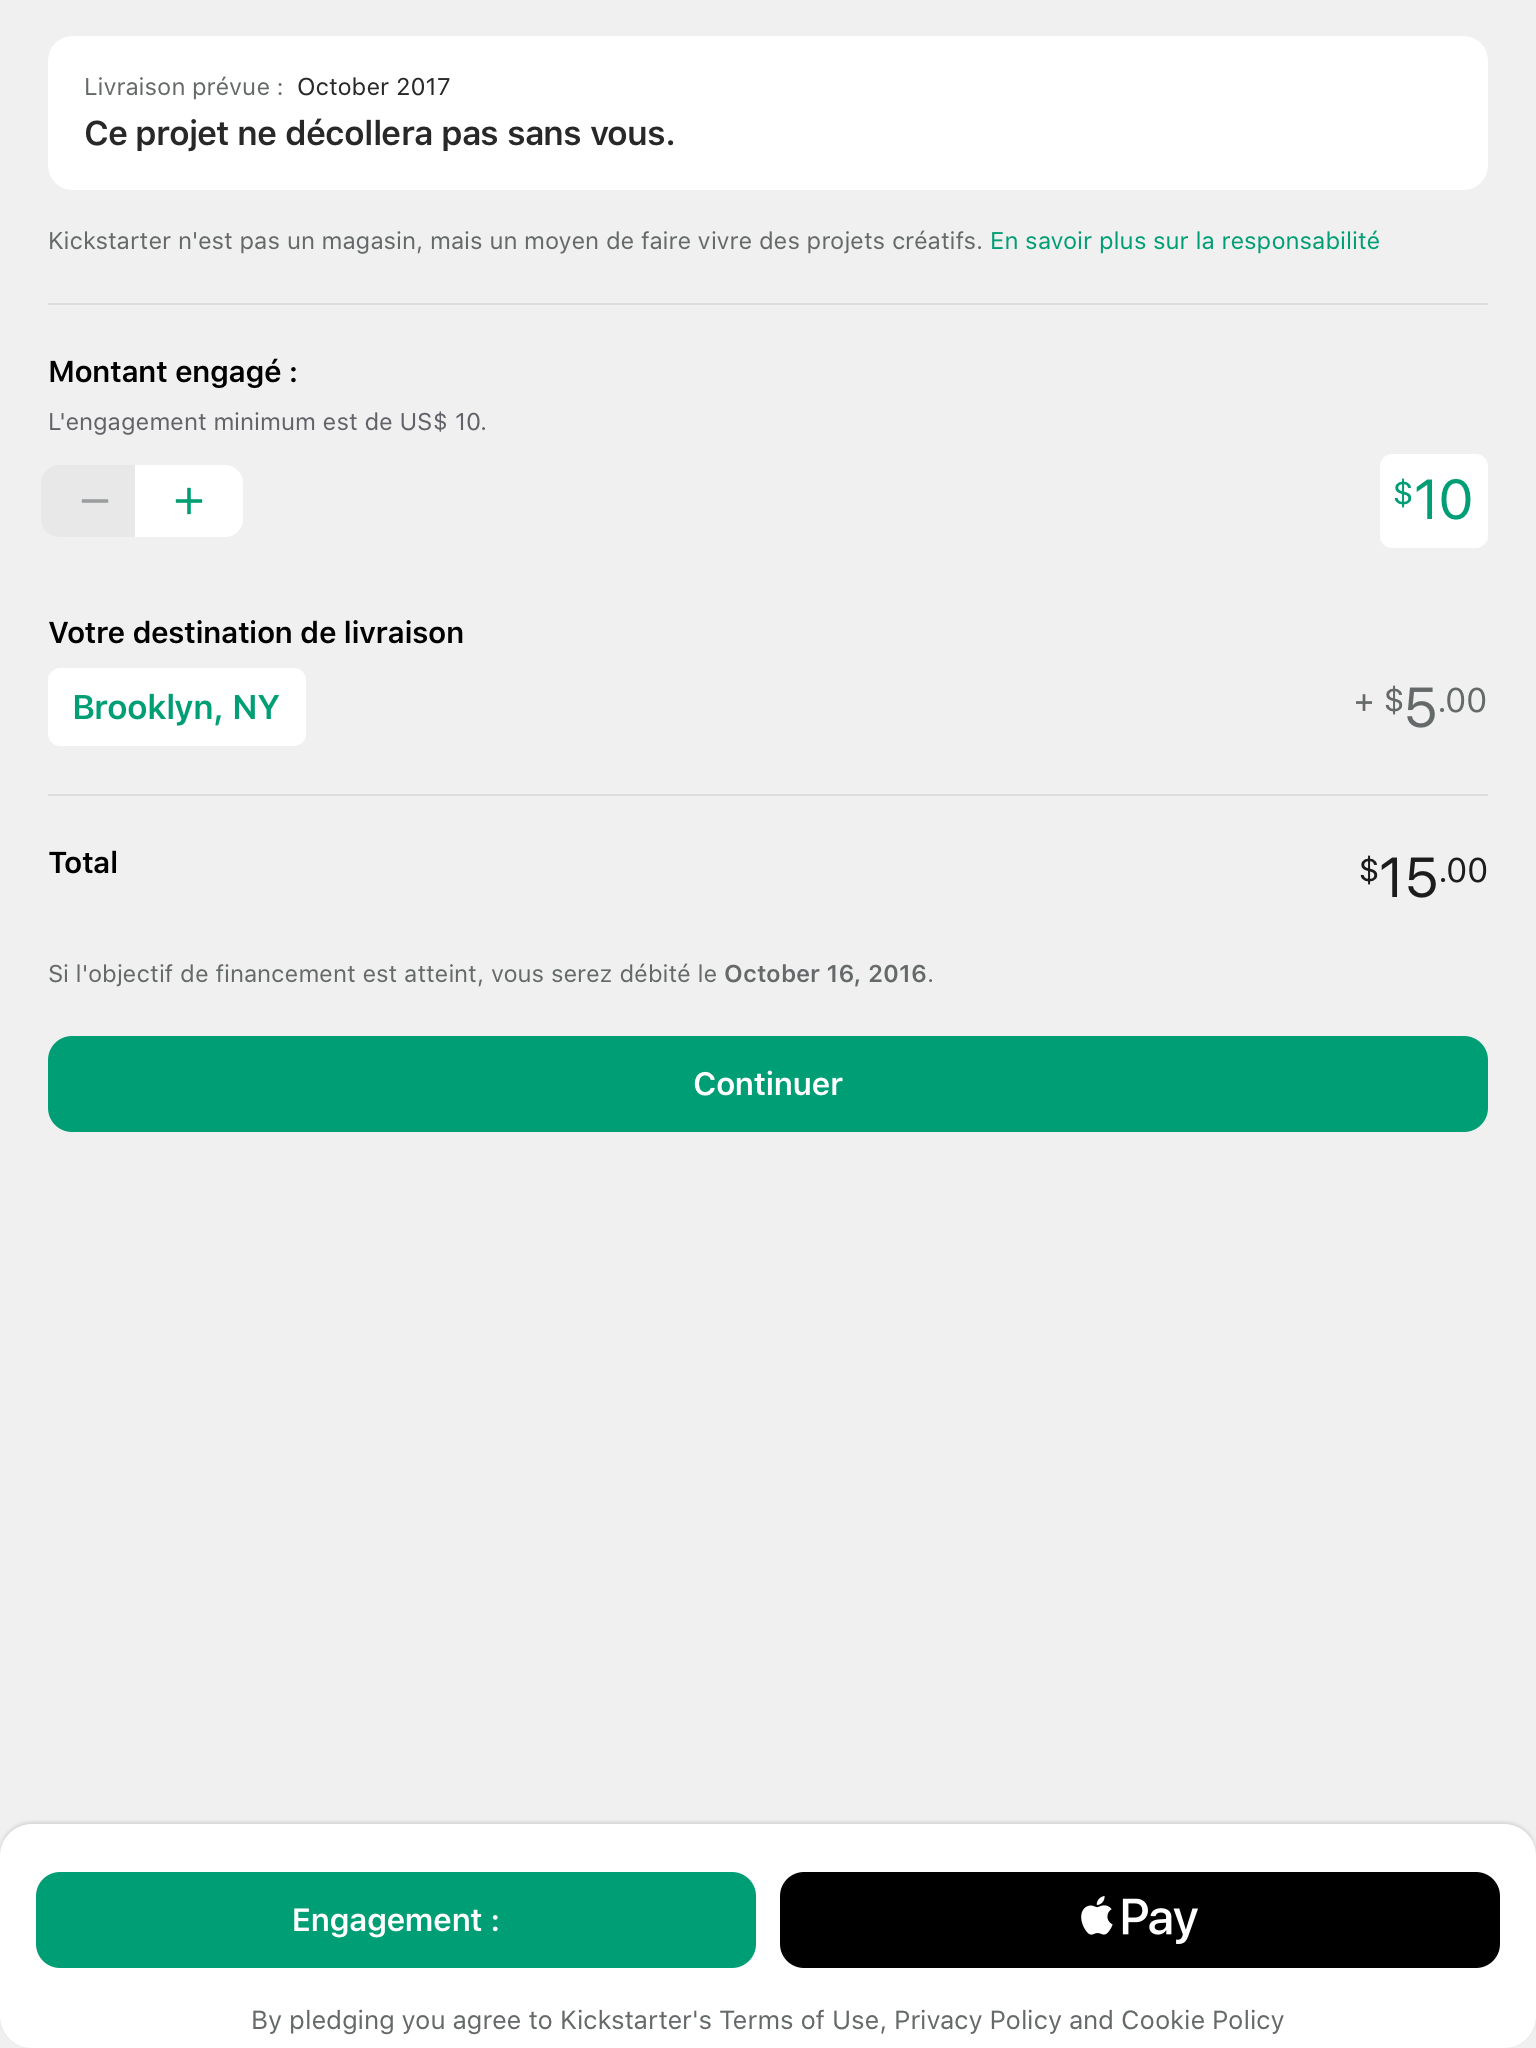 Livraison prévue : October 2017
Ce projet ne décollera pas sans vous.
Kickstarter n'est pas un magasin, mais un moyen de faire vivre des projets créatifs. En savoir plus sur la responsabilité
Montant engagé :
L'engagement minimum est de US$ 10.
− +
$10
Votre destination de livraison
Brooklyn, NY
+ $5.00
Total
$15.00
Si l'objectif de financement est atteint, vous serez débité le October 16, 2016.
Continuer
Engagement :
Pay
By pledging you agree to Kickstarter's Terms of Use, Privacy Policy and Cookie Policy